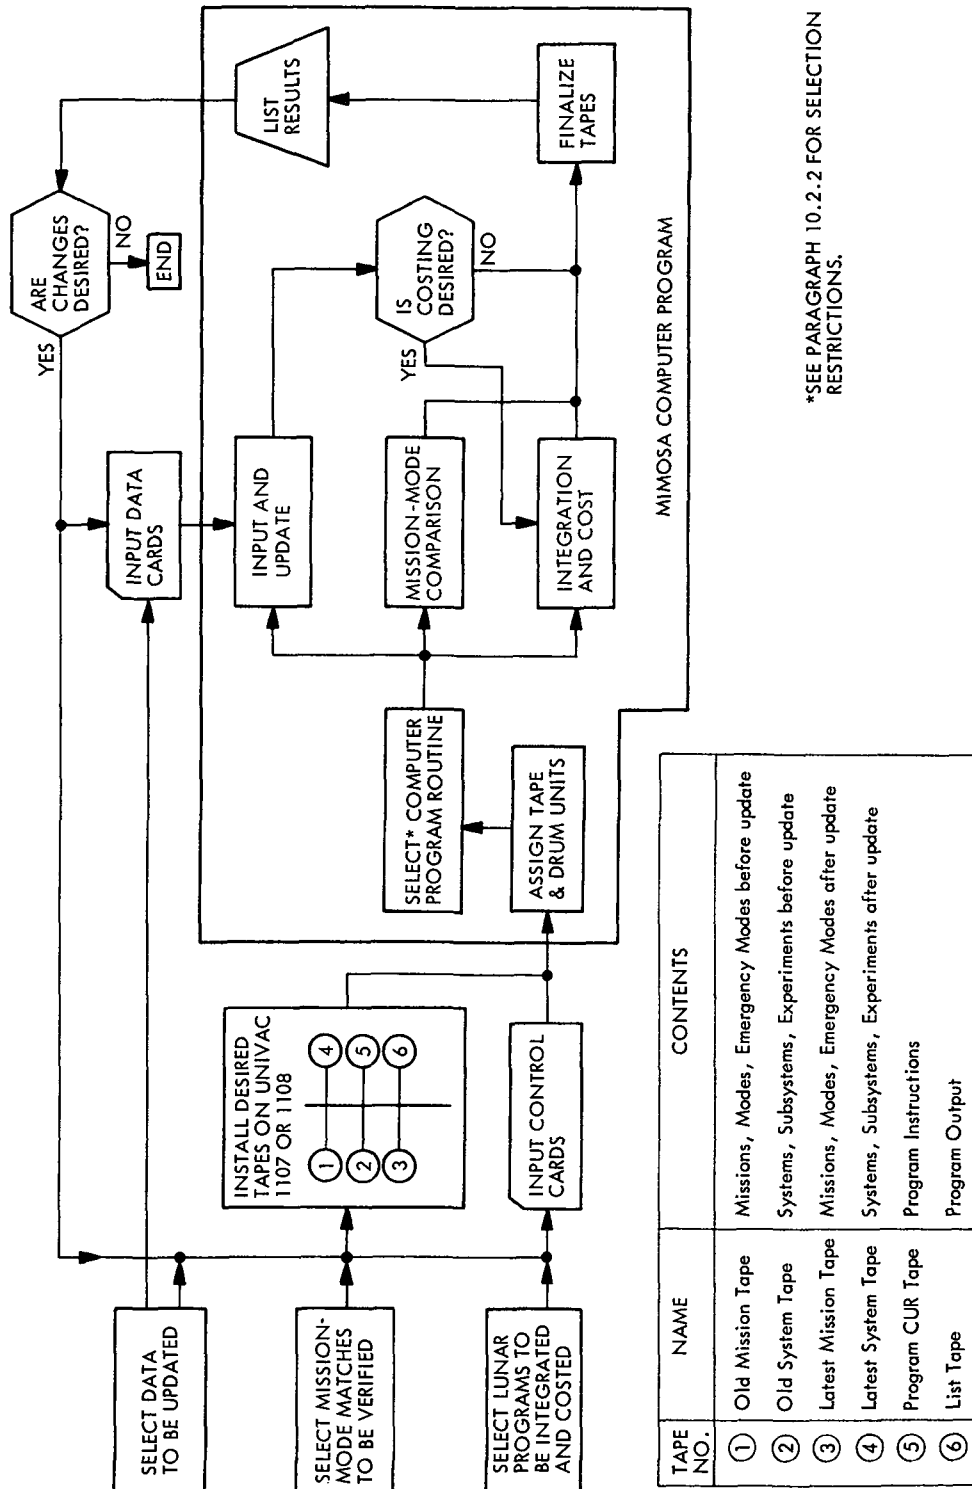 SELECT DATA
TO BE UPDATED
SELECT MISSION-
MODE MATCHES
TO BE VERIFIED
SELECT LUNAR
PROGRAMS TO
BE INTEGRATED
AND COSTED
INSTALL DESIRED
TAPES ON UNIVAC
1107 OR 1108
1 4
2 5
3 6
INPUT CONTROL
CARDS
INPUT DATA
CARDS
YES
ARE
CHANGES
DESIRED?
NO
END
ASSIGN TAPE
& DRUM UNITS
SELECT* COMPUTER
PROGRAM ROUTINE
INPUT AND
UPDATE
MISSION-MODE
COMPARISON
INTEGRATION
AND COST
YES
IS
COSTING
DESIRED?
NO
LIST
RESULTS
FINALIZE
TAPES
MIMOSA COMPUTER PROGRAM
*SEE PARAGRAPH 10.2.2 FOR SELECTION
RESTRICTIONS.
TAPE
NO. NAME CONTENTS
1 Old Mission Tape Missions, Modes, Emergency Modes before update
2 Old System Tape Systems, Subsystems, Experiments before update
3 Latest Mission Tape Missions, Modes, Emergency Modes after update
4 Latest System Tape Systems, Subsystems, Experiments after update
5 Program CUR Tape Program Instructions
6 List Tape Program Output